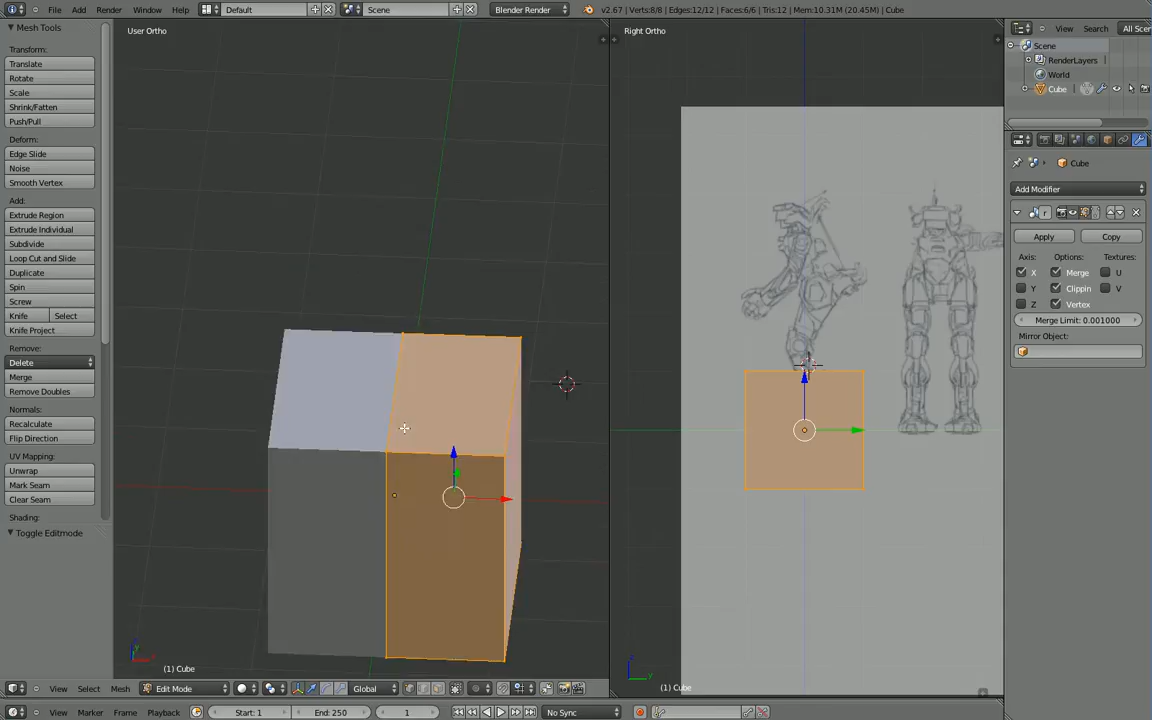 File Add Render Window Help Default Scene Blender Render v2.67 | Verts:8/8 | Edges:12/12 | Faces:6/6 | Tris:12 | Mem:10.31M (20.45M) | Cube
Mesh Tools
Transform:
Translate
Rotate
Scale
Shrink/Fatten
Push/Pull
Deform:
Edge Slide
Noise
Smooth Vertex
Add:
Extrude Region
Extrude Individual
Subdivide
Loop Cut and Slide
Duplicate
Spin
Screw
Knife Select
Knife Project
Remove:
Delete
Merge
Remove Doubles
Normals:
Recalculate
Flip Direction
UV Mapping:
Unwrap
Mark Seam
Clear Seam
Shading:
Toggle Editmode
User Ortho
(1) Cube
Right Ortho
(1) Cube
View Search All Scen
Scene
RenderLayers
World
Cube
Cube
Add Modifier
Apply Copy
Axis: Options: Textures:
X Merge U
Y Clippin V
Z Vertex
Merge Limit: 0.001000
Mirror Object:
View Select Mesh Edit Mode Global
View Marker Frame Playback Start: 1 End: 250 1 No Sync